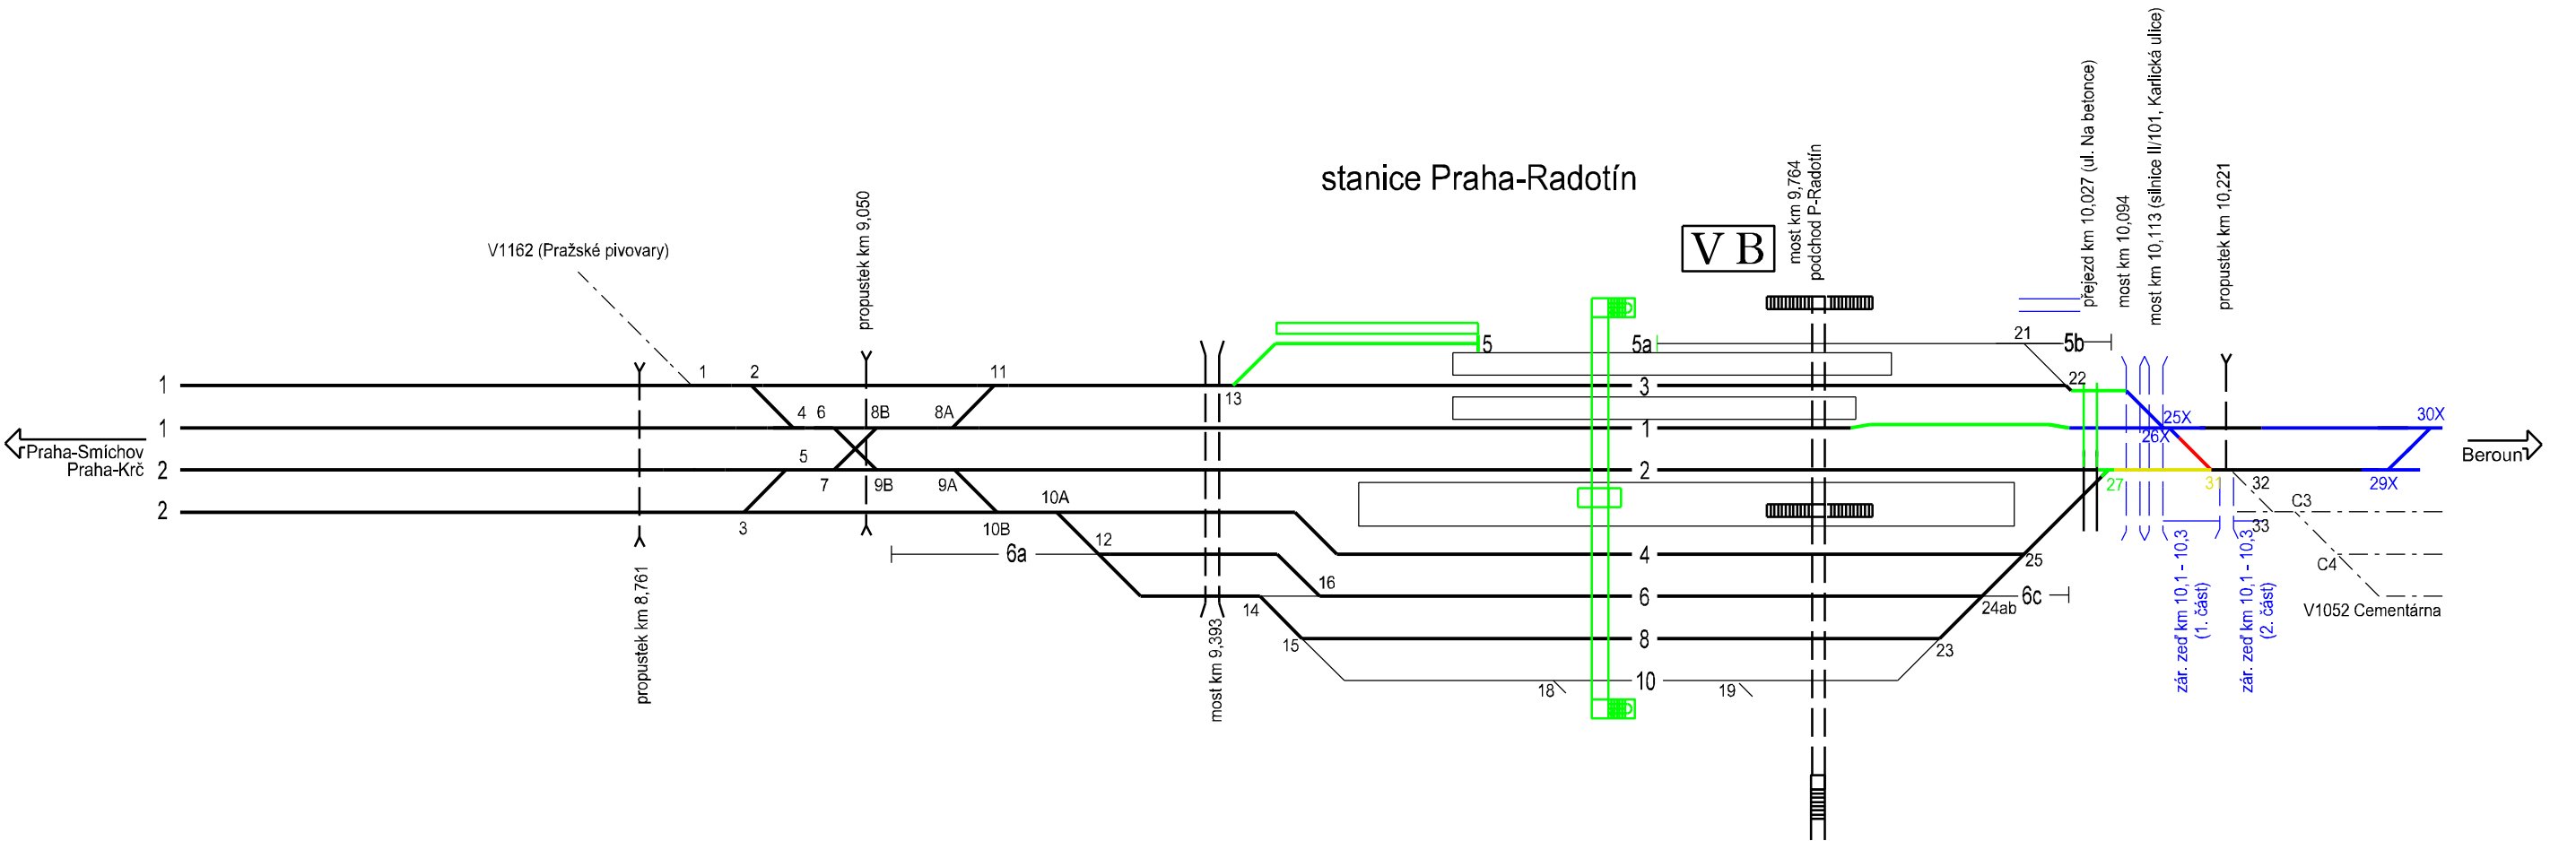 stanice Praha-Radotín
V B
most km 9,764
podchod P-Radotín
přejezd km 10,027 (ul. Na betonce)
most km 10,094
most km 10,113 (silnice II/101, Karlická ulice)
propustek km 10,221
propustek km 9,050
V1162 (Pražské pivovary)
5 5a 21 5b
1 1 2 11 13 3 22
4 6 8B 8A 25X 30X
1 1 26X
Praha-Smíchov
Praha-Krč
Beroun
5
2 2
7 9B 9A 27 31 32 29X
10A C3
2 3 10B 33
12
6a 4 25
C4
16
14 6 24ab 6c
V1052 Cementárna
15 8 23
18 10 19
propustek km 8,761
most km 9,393
zár. zeď km 10,1 - 10,3
(1. část)
zár. zeď km 10,1 - 10,3
(2. část)